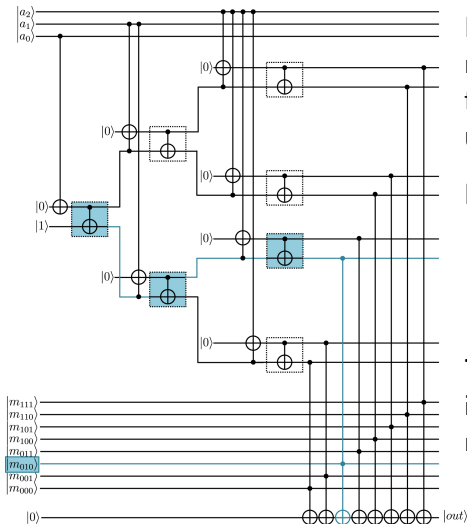 |a₂⟩
|a₁⟩
|a₀⟩
|0⟩
|0⟩
|0⟩
|0⟩
|1⟩
|0⟩
|0⟩
|0⟩
|m₁₁₁⟩
|m₁₁₀⟩
|m₁₀₁⟩
|m₁₀₀⟩
|m₀₁₁⟩
|m₀₁₀⟩
|m₀₀₁⟩
|m₀₀₀⟩
|0⟩ |out⟩